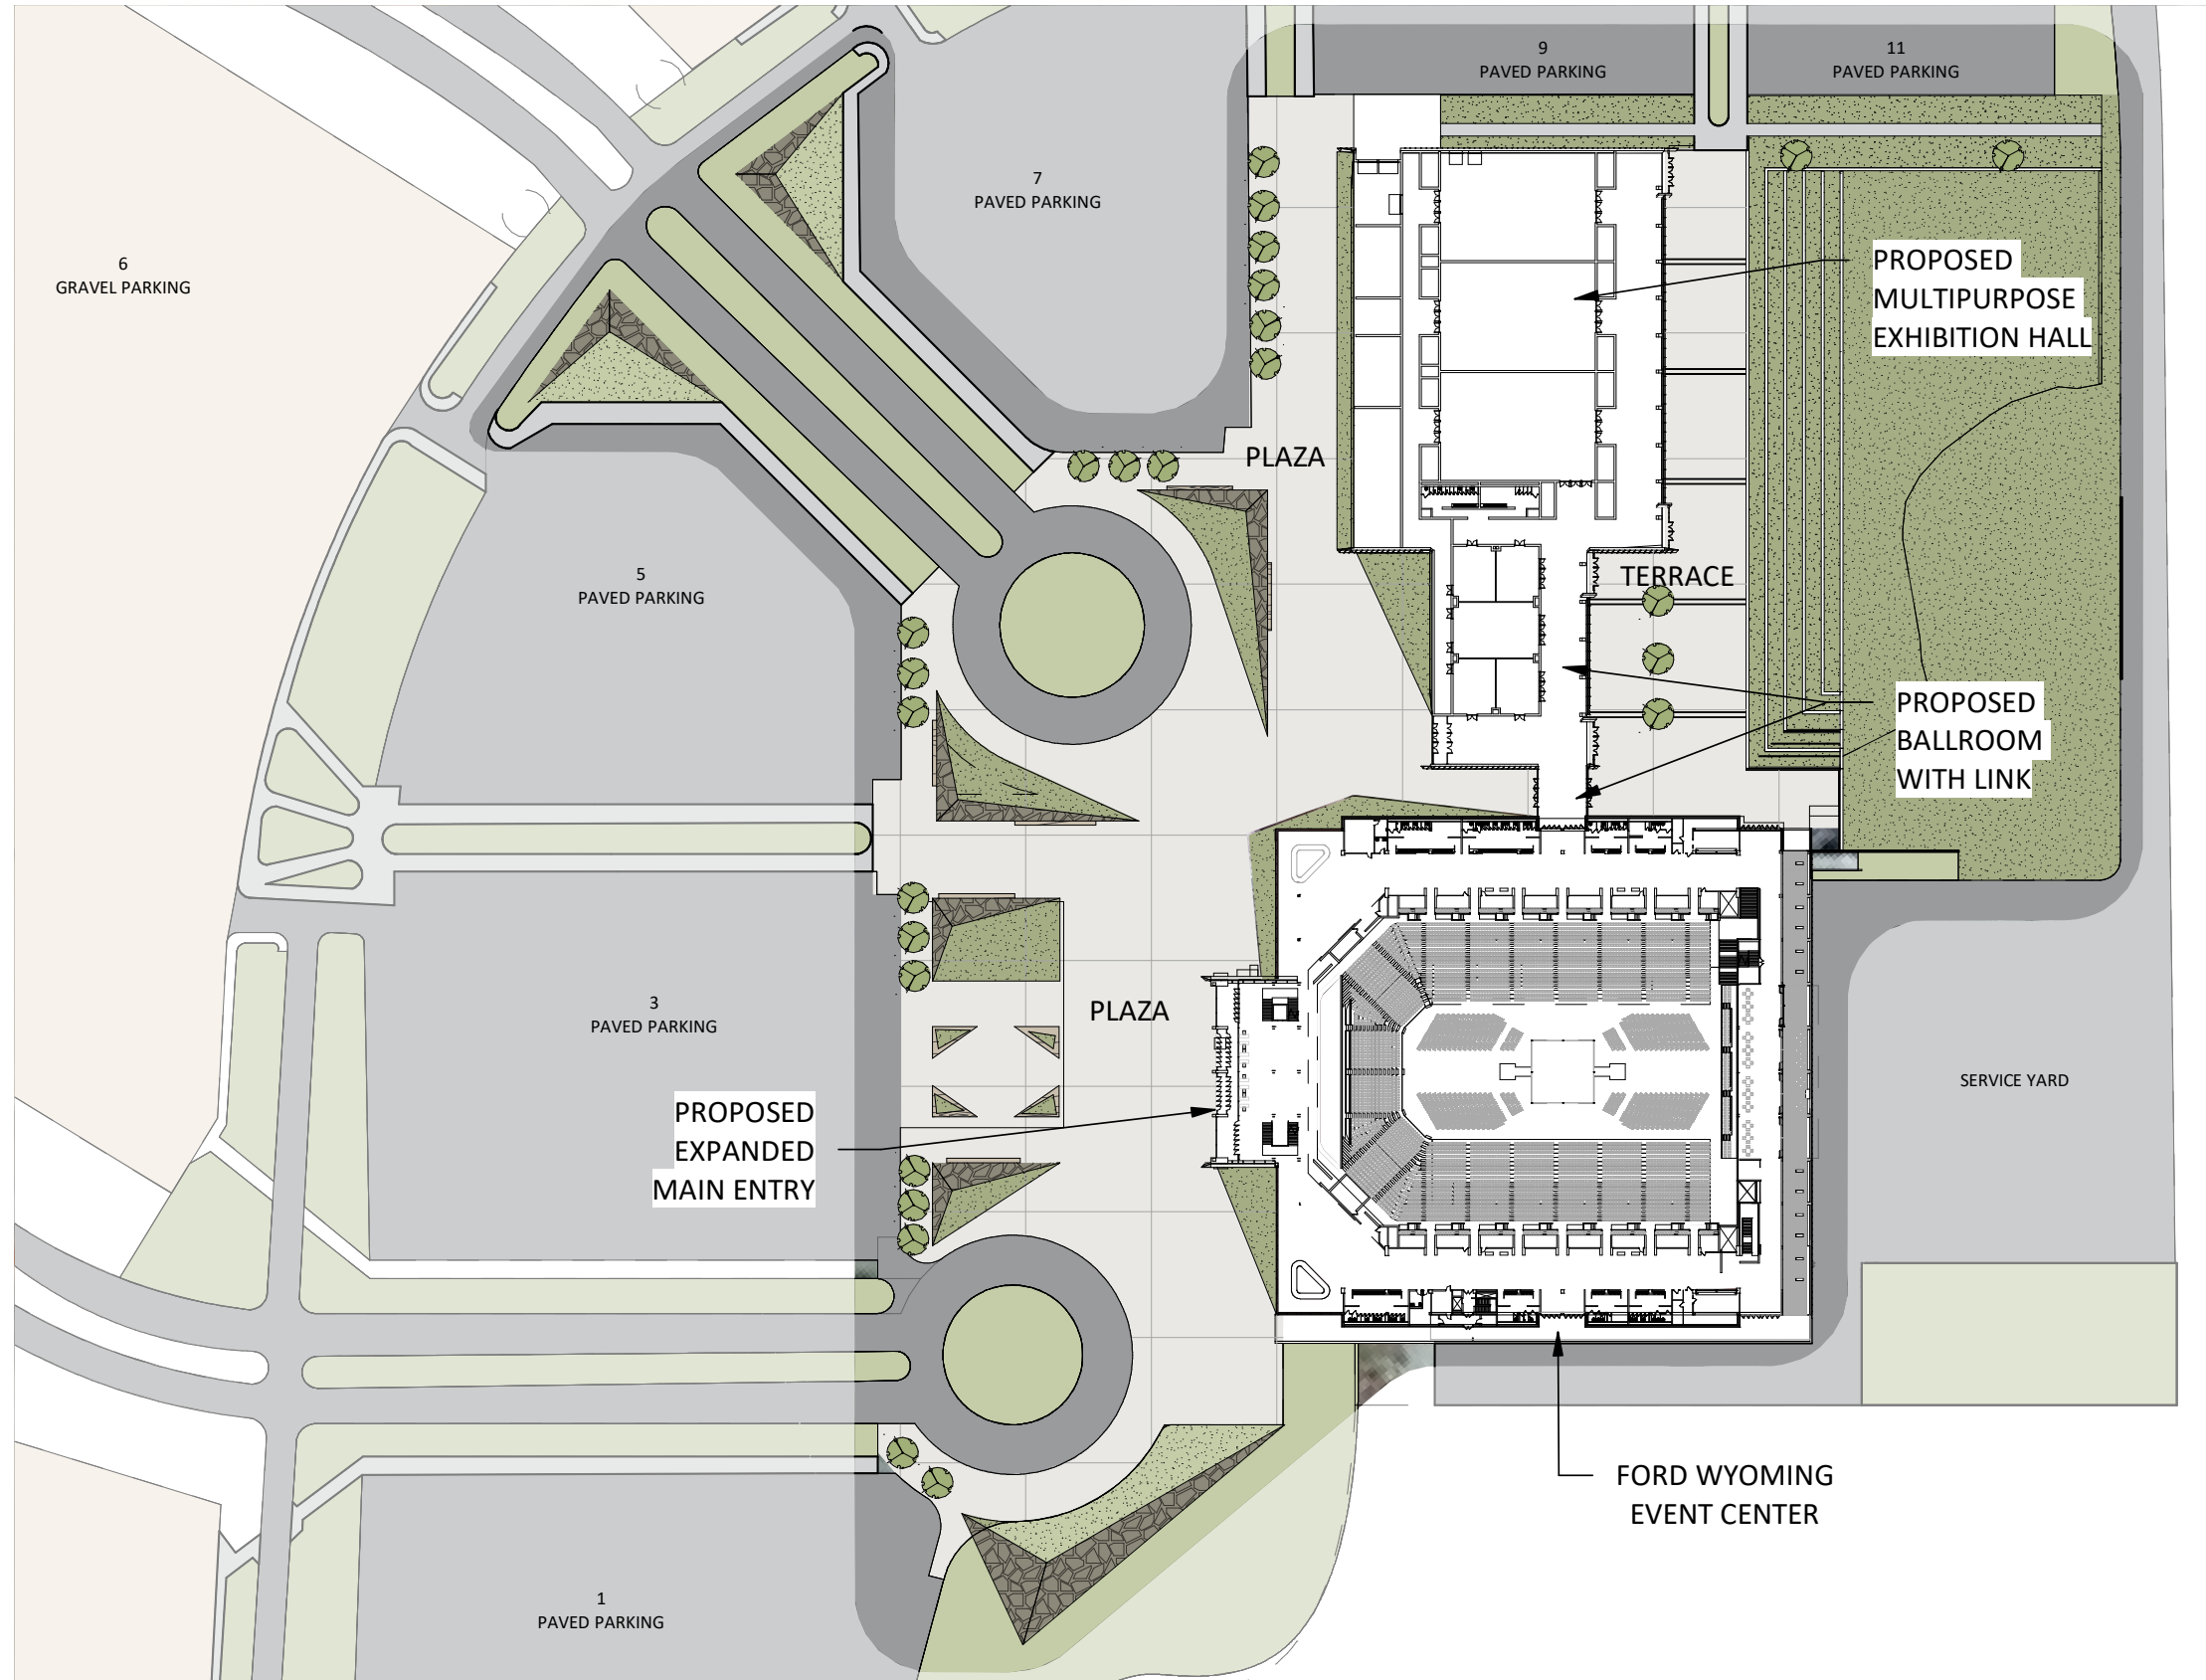 9
PAVED PARKING
11
PAVED PARKING
7
PAVED PARKING
6
GRAVEL PARKING
PROPOSED
MULTIPURPOSE
EXHIBITION HALL
PLAZA
5
PAVED PARKING
TERRACE
PROPOSED
BALLROOM
WITH LINK
3
PAVED PARKING
PLAZA
SERVICE YARD
PROPOSED
EXPANDED
MAIN ENTRY
FORD WYOMING
EVENT CENTER
1
PAVED PARKING